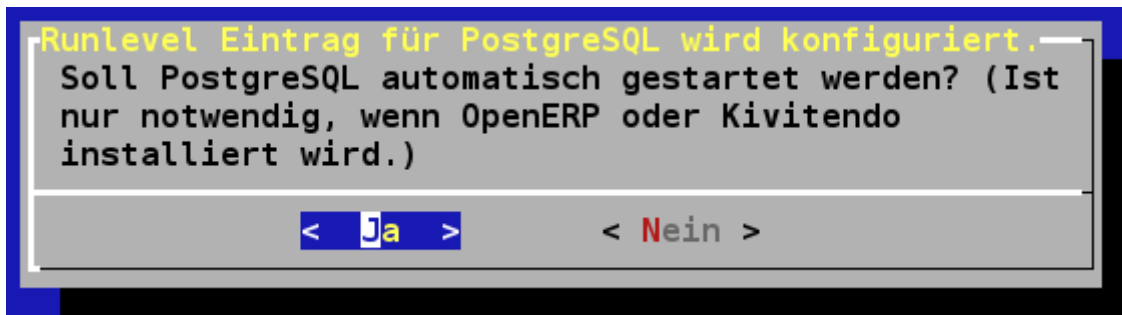 Runlevel Eintrag für PostgreSQL wird konfiguriert.
Soll PostgreSQL automatisch gestartet werden? (Ist
nur notwendig, wenn OpenERP oder Kivitendo
installiert wird.)
< Ja > < Nein >